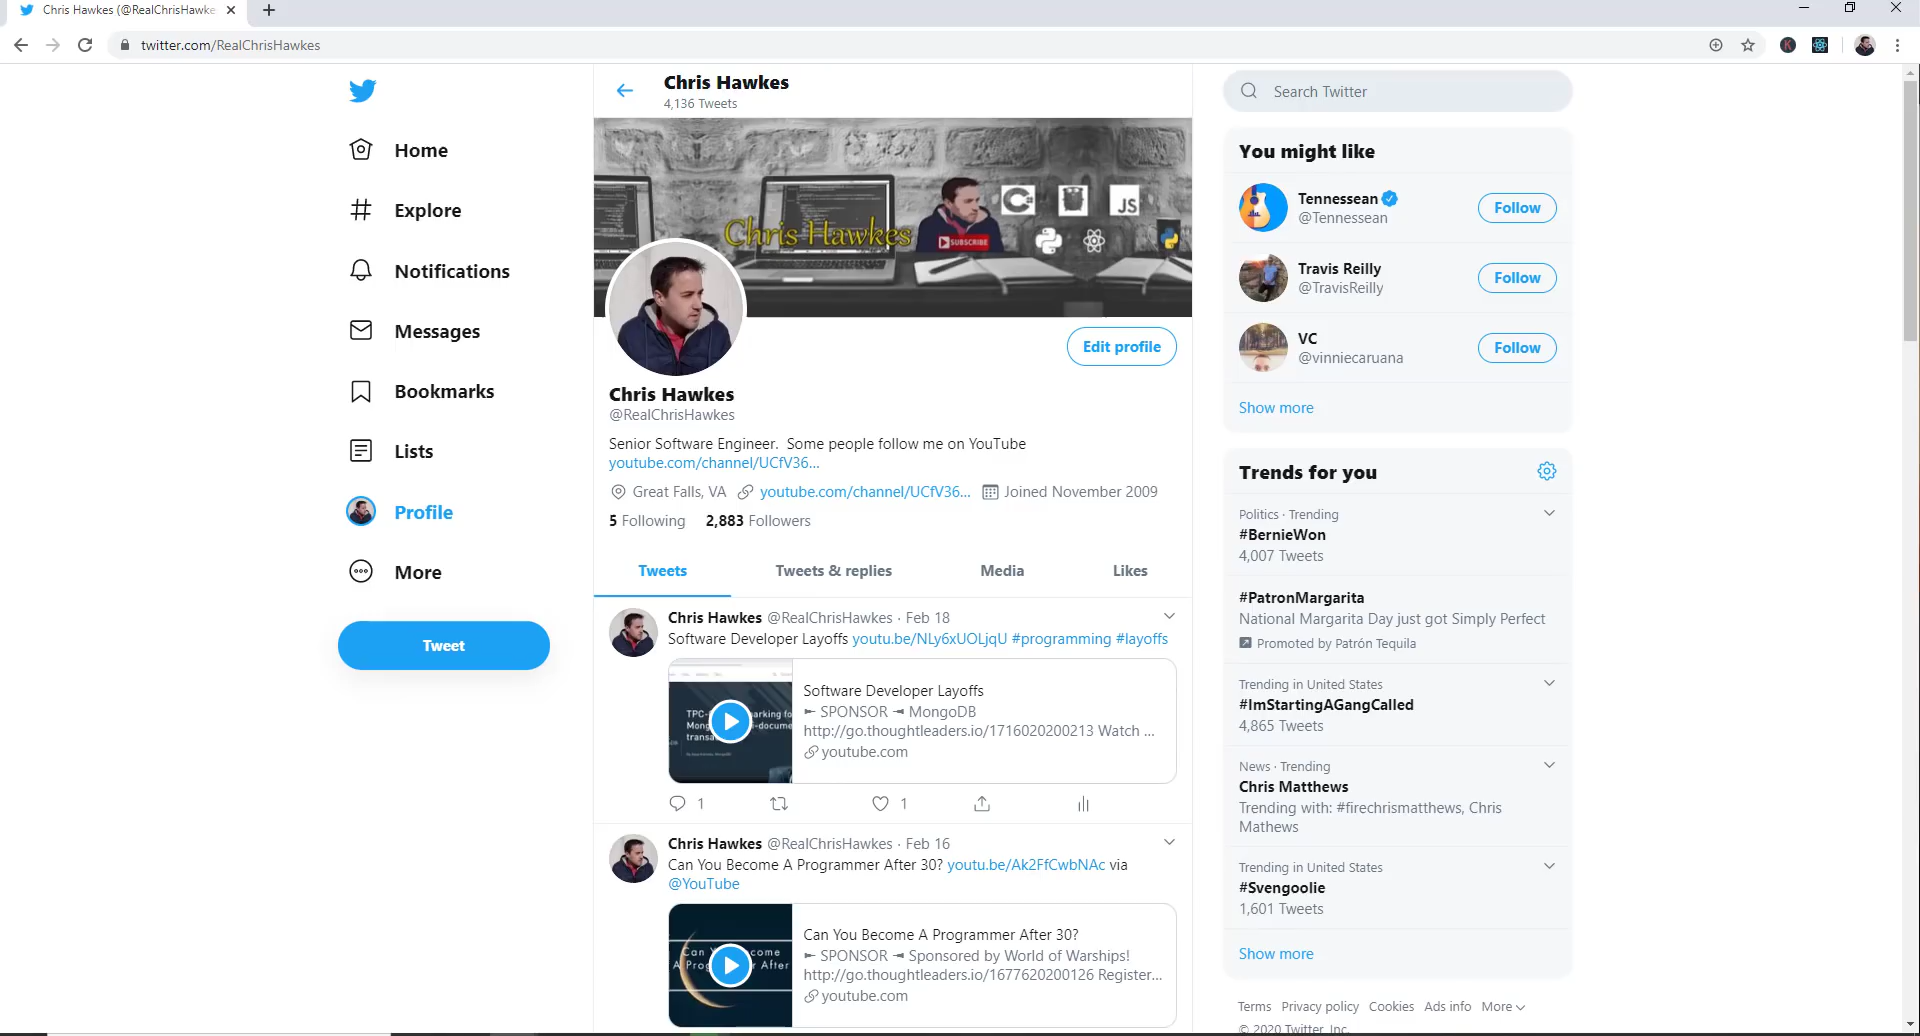 Chris Hawkes (@RealChrisHawke
twitter.com/RealChrisHawkes
Home
Explore
Notifications
Messages
Bookmarks
Lists
Profile
More
Tweet
Chris Hawkes
4,136 Tweets
Chris Hawkes
SUBSCRIBE
JS
Edit profile
Chris Hawkes
@RealChrisHawkes
Senior Software Engineer. Some people follow me on YouTube
youtube.com/channel/UCfV36...
Great Falls, VA youtube.com/channel/UCfV36... Joined November 2009
5 Following 2,883 Followers
Tweets Tweets & replies Media Likes
Chris Hawkes @RealChrisHawkes · Feb 18
Software Developer Layoffs youtu.be/NLy6xUOLjqU #programming #layoffs
Software Developer Layoffs
► SPONSOR ◄ MongoDB
http://go.thoughtleaders.io/1716020200213 Watch ...
youtube.com
1 1
Chris Hawkes @RealChrisHawkes · Feb 16
Can You Become A Programmer After 30? youtu.be/Ak2FfCwbNAc via
@YouTube
Can You Become A Programmer After 30?
► SPONSOR ◄ Sponsored by World of Warships!
http://go.thoughtleaders.io/1677620200126 Register...
youtube.com
Search Twitter
You might like
Tennessean
@Tennessean
Follow
Travis Reilly
@TravisReilly
Follow
VC
@vinniecaruana
Follow
Show more
Trends for you
Politics · Trending
#BernieWon
4,007 Tweets
#PatronMargarita
National Margarita Day just got Simply Perfect
Promoted by Patrón Tequila
Trending in United States
#ImStartingAGangCalled
4,865 Tweets
News · Trending
Chris Matthews
Trending with: #firechrismatthews, Chris
Mathews
Trending in United States
#Svengoolie
1,601 Tweets
Show more
Terms Privacy policy Cookies Ads info More
© 2020 Twitter, Inc.